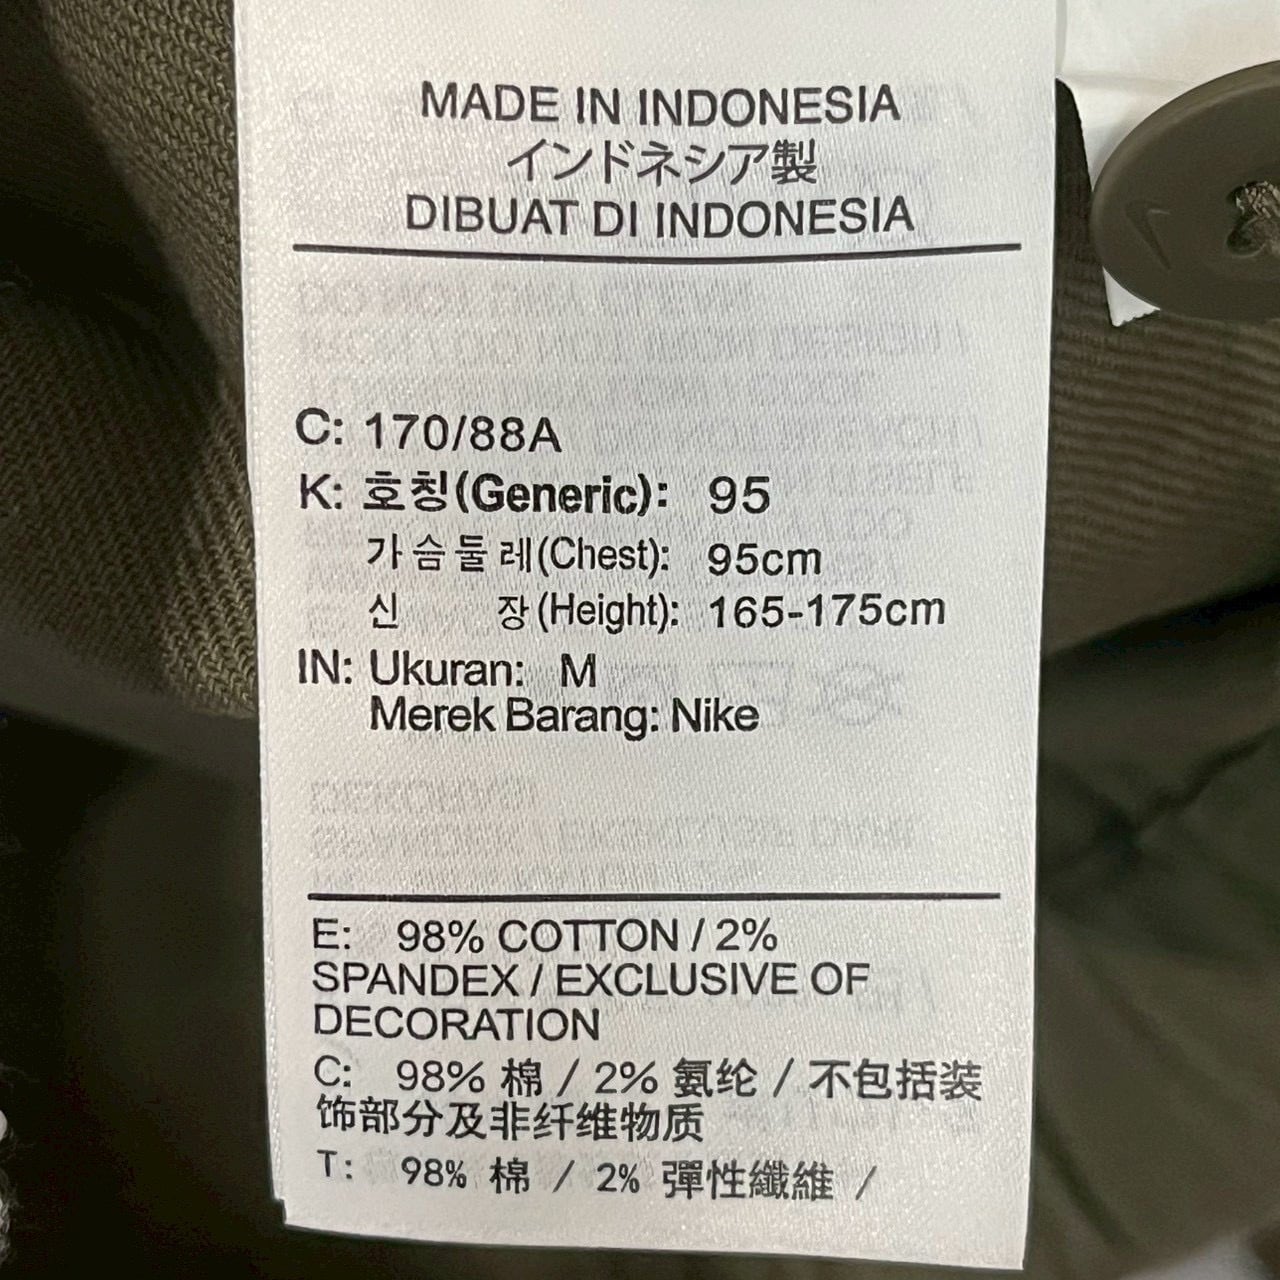 MADE IN INDONESIA
インドネシア製
DIBUAT DI INDONESIA
C: 170/88A
K: 호칭(Generic): 95
가슴둘레(Chest): 95cm
신 장(Height): 165-175cm
IN: Ukuran: M
Merek Barang: Nike
E: 98% COTTON / 2%
SPANDEX / EXCLUSIVE OF
DECORATION
C: 98% 棉 / 2% 氨纶 / 不包括装
饰部分及非纤维物质
T: 98% 棉 / 2% 彈性纖維 /